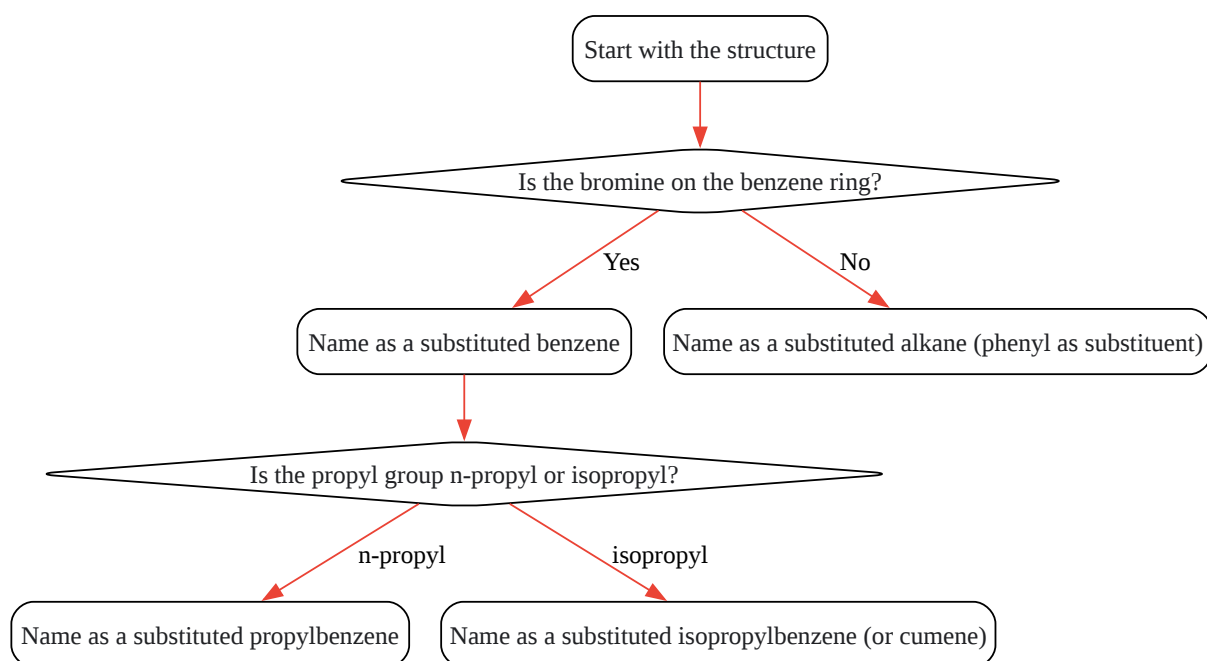 Start with the structure
Is the bromine on the benzene ring?
Yes
No
Name as a substituted benzene
Name as a substituted alkane (phenyl as substituent)
Is the propyl group n-propyl or isopropyl?
n-propyl
isopropyl
Name as a substituted propylbenzene
Name as a substituted isopropylbenzene (or cumene)